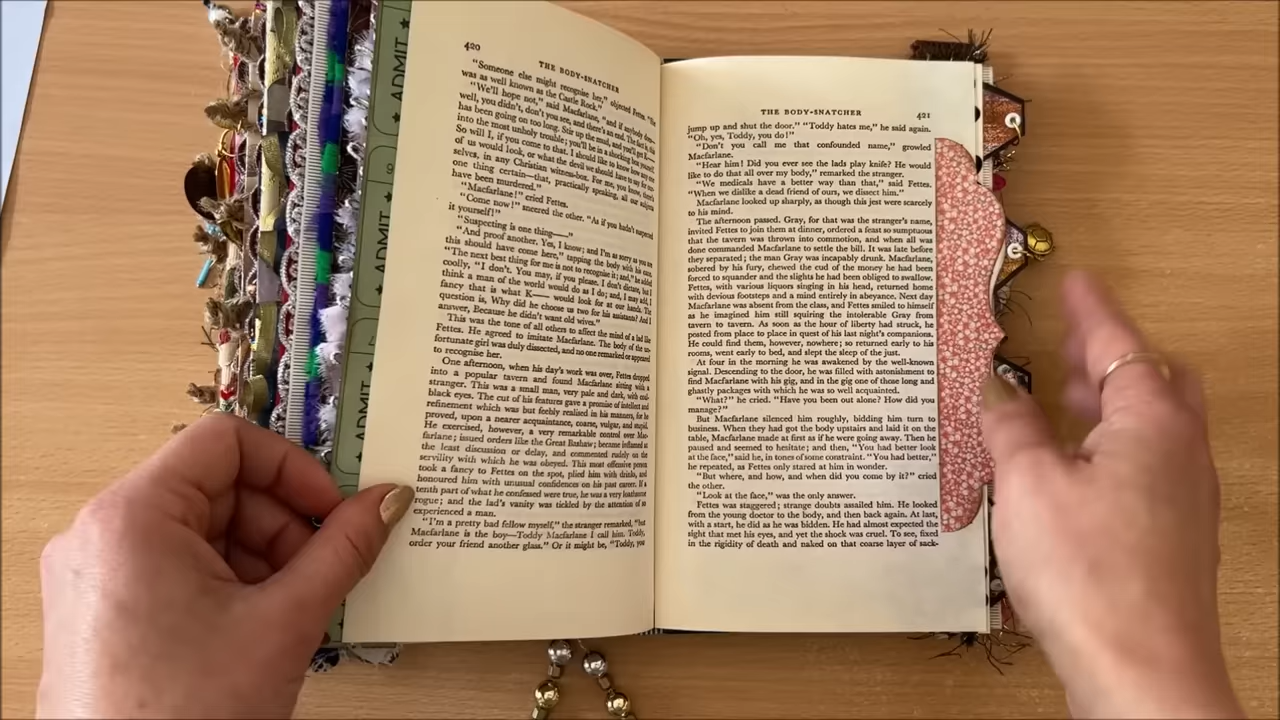 ADMIT
9
ADMIT
420
THE BODY-SNATCHER
"Someone else might recognise her," objected Fettes. "She
was as well known as the Castle Rock."
"We'll hope not," said Macfarlane, "and if anybody does—
well, you didn't, don't you see, and there's an end. The fact is, this
has been going on too long. Stir up the mud, and you'll get K——
into the most unholy trouble; you'll be in a shocking box yourself.
So will I, if you come to that. I should like to know how any one
of us would look, or what the devil we should have to say for our-
selves, in any Christian witness-box. For me, you know, there's
one thing certain—that, practically speaking, all our subjects
have been murdered."
"Macfarlane!" cried Fettes.
"Come now!" sneered the other. "As if you hadn't suspected
it yourself!"
"Suspecting is one thing——"
"And proof another. Yes, I know; and I'm as sorry as you are
this should have come here," tapping the body with his cane.
"The next best thing for me is not to recognise it; and," he added
coolly, "I don't. You may, if you please. I don't dictate, but I
think a man of the world would do as I do; and, I may add, I
fancy that is what K—— would look for at our hands. The
question is, Why did he choose us two for his assistants? And I
answer, Because he didn't want old wives."
This was the tone of all others to affect the mind of a lad like
Fettes. He agreed to imitate Macfarlane. The body of the un-
fortunate girl was duly dissected, and no one remarked or appeared
to recognise her.
One afternoon, when his day's work was over, Fettes dropped
into a popular tavern and found Macfarlane sitting with a
stranger. This was a small man, very pale and dark, with coal-
black eyes. The cut of his features gave a promise of intellect and
refinement which was but feebly realised in his manners, for he
proved, upon a nearer acquaintance, coarse, vulgar, and stupid.
He exercised, however, a very remarkable control over Mac-
farlane; issued orders like the Great Bashaw; became inflamed at
the least discussion or delay, and commented rudely on the
servility with which he was obeyed. This most offensive person
took a fancy to Fettes on the spot, plied him with drinks, and
honoured him with unusual confidences on his past career. If a
tenth part of what he confessed were true, he was a very loathsome
rogue; and the lad's vanity was tickled by the attention of so
experienced a man.
"I'm a pretty bad fellow myself," the stranger remarked, "but
Macfarlane is the boy—Toddy Macfarlane I call him. Toddy,
order your friend another glass." Or it might be, "Toddy, you
THE BODY-SNATCHER
421
jump up and shut the door." "Toddy hates me," he said again.
"Oh, yes, Toddy, you do!"
"Don't you call me that confounded name," growled
Macfarlane.
"Hear him! Did you ever see the lads play knife? He would
like to do that all over my body," remarked the stranger.
"We medicals have a better way than that," said Fettes.
"When we dislike a dead friend of ours, we dissect him."
Macfarlane looked up sharply, as though this jest were scarcely
to his mind.
The afternoon passed. Gray, for that was the stranger's name,
invited Fettes to join them at dinner, ordered a feast so sumptuous
that the tavern was thrown into commotion, and when all was
done commanded Macfarlane to settle the bill. It was late before
they separated; the man Gray was incapably drunk. Macfarlane,
sobered by his fury, chewed the cud of the money he had been
forced to squander and the slights he had been obliged to swallow.
Fettes, with various liquors singing in his head, returned home
with devious footsteps and a mind entirely in abeyance. Next day
Macfarlane was absent from the class, and Fettes smiled to himself
as he imagined him still squiring the intolerable Gray from
tavern to tavern. As soon as the hour of liberty had struck, he
posted from place to place in quest of his last night's companions.
He could find them, however, nowhere; so returned early to his
rooms, went early to bed, and slept the sleep of the just.
At four in the morning he was awakened by the well-known
signal. Descending to the door, he was filled with astonishment to
find Macfarlane with his gig, and in the gig one of those long and
ghastly packages with which he was so well acquainted.
"What?" he cried. "Have you been out alone? How did you
manage?"
But Macfarlane silenced him roughly, bidding him turn to
business. When they had got the body upstairs and laid it on the
table, Macfarlane made at first as if he were going away. Then he
paused and seemed to hesitate; and then, "You had better look
at the face," said he, in tones of some constraint. "You had better,"
he repeated, as Fettes only stared at him in wonder.
"But where, and how, and when did you come by it?" cried
the other.
"Look at the face," was the only answer.
Fettes was staggered; strange doubts assailed him. He looked
from the young doctor to the body, and then back again. At last,
with a start, he did as he was bidden. He had almost expected the
sight that met his eyes, and yet the shock was cruel. To see, fixed
in the rigidity of death and naked on that coarse layer of sack-